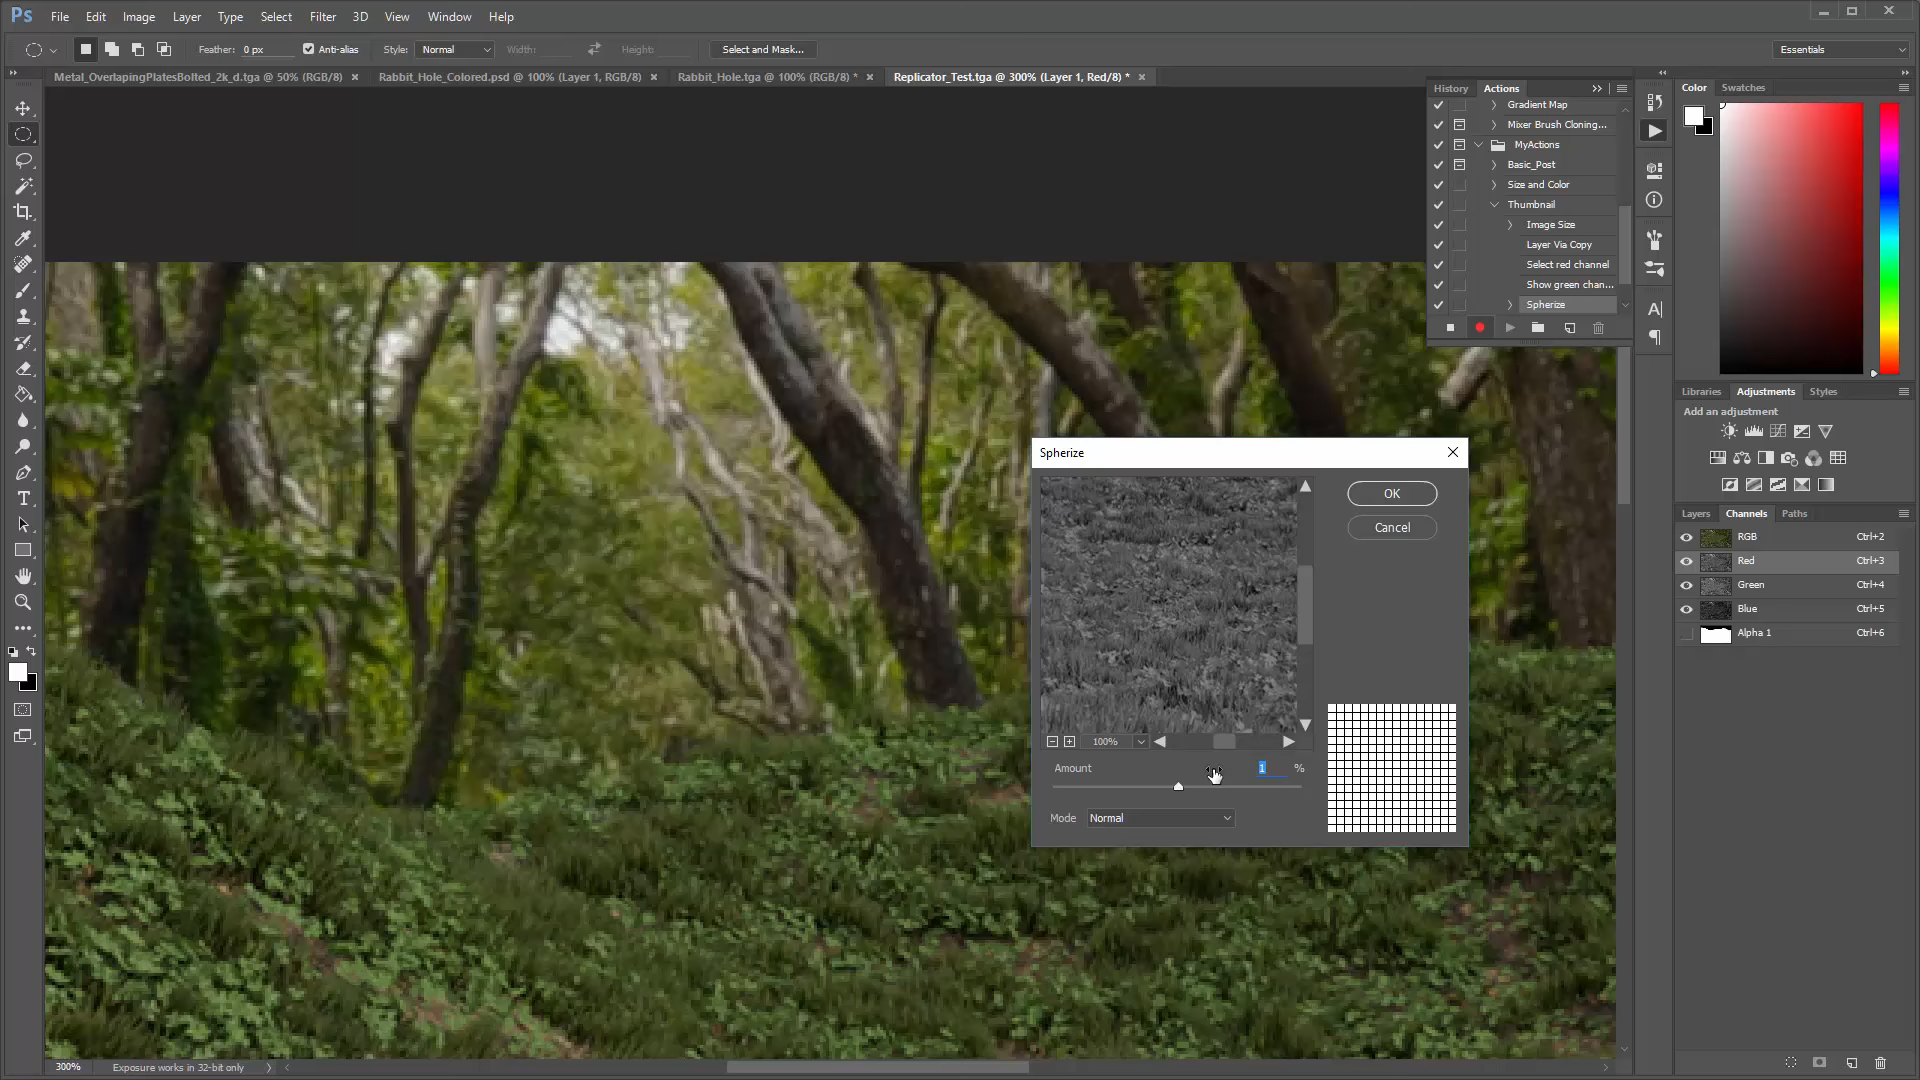 Ps File Edit Image Layer Type Select Filter 3D View Window Help
Feather: 0 px Anti-alias Style: Normal Width: Height: Select and Mask... Essentials
Metal_OverlapingPlatesBolted_2k_d.tga @ 50% (RGB/8) Rabbit_Hole_Colored.psd @ 100% (Layer 1, RGB/8) Rabbit_Hole.tga @ 100% (RGB/8) * Replicator_Test.tga @ 300% (Layer 1, Red/8) *
History Actions
Gradient Map
Mixer Brush Cloning...
MyActions
Basic_Post
Size and Color
Thumbnail
Image Size
Layer Via Copy
Select red channel
Show green chan...
Spherize
Color Swatches
Libraries Adjustments Styles
Add an adjustment
Layers Channels Paths
RGB Ctrl+2
Red Ctrl+3
Green Ctrl+4
Blue Ctrl+5
Alpha 1 Ctrl+6
Spherize
OK
Cancel
100%
Amount 1 %
Mode Normal
300% Exposure works in 32-bit only